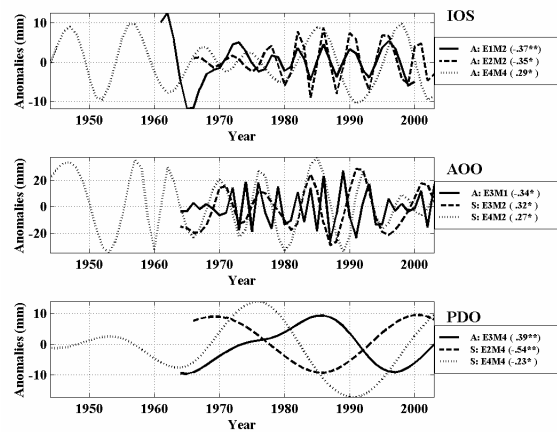 IOS
Anomalies (mm)
10
0
-10
1950 1960 1970 1980 1990 2000
Year
A: E1M2 (-.37**)
A: E2M2 (-.35*)
A: E4M4 ( .29*)
AOO
Anomalies (mm)
20
0
-20
1950 1960 1970 1980 1990 2000
Year
A: E3M1 (-.34*)
S: E3M2 ( .32*)
S: E4M2 ( .27*)
PDO
Anomalies (mm)
10
0
-10
1950 1960 1970 1980 1990 2000
Year
A: E3M4 ( .39**)
S: E2M4 (-.54**)
S: E4M4 (-.23*)